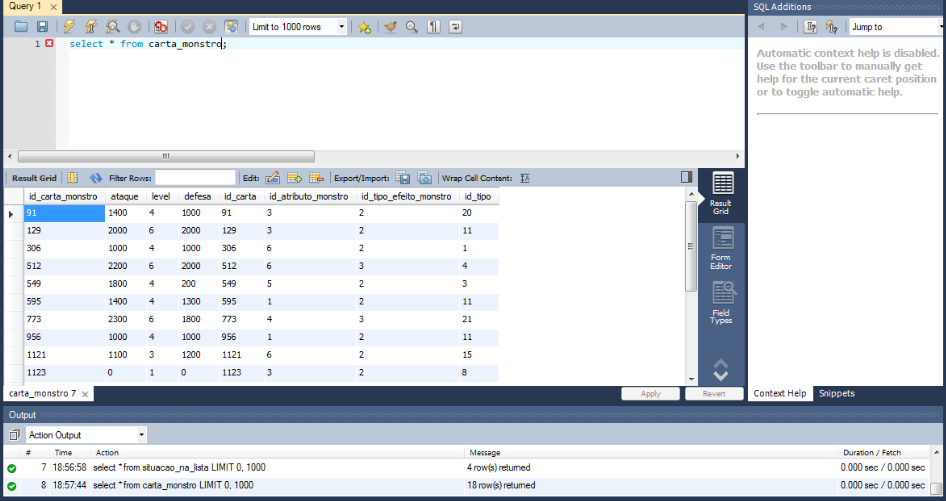 Query 1
SQLAdditions
Limit to 1000 rows
Jump to
1 select * from carta_monstro;
Automatic context help is disabled.
Use the toolbar to manually get
help for the current caret position
or to toggle automatic help.
Result Grid Filter Rows: Edit: Export/Import: Wrap Cell Content:
id_carta_monstro ataque level defesa id_carta id_atributo_monstro id_tipo_efeito_monstro id_tipo
91 1400 4 1000 91 3 2 20
129 2000 6 2000 129 3 2 11
306 1000 4 1000 306 6 2 1
512 2200 6 2000 512 6 3 4
549 1800 4 200 549 5 2 3
595 1400 4 1300 595 1 2 11
773 2300 6 1800 773 4 3 21
956 1000 4 1000 956 1 2 11
1121 1100 3 1200 1121 6 2 15
1123 0 1 0 1123 3 2 8
Result
Grid
Form
Editor
Field
Types
carta_monstro 7
Apply Revert
Context Help Snippets
Output
Action Output
# Time Action Message Duration / Fetch
7 18:56:58 select * from situacao_na_lista LIMIT 0, 1000 4 row(s) returned 0.000 sec / 0.000 sec
8 18:57:44 select * from carta_monstro LIMIT 0, 1000 18 row(s) returned 0.000 sec / 0.000 sec